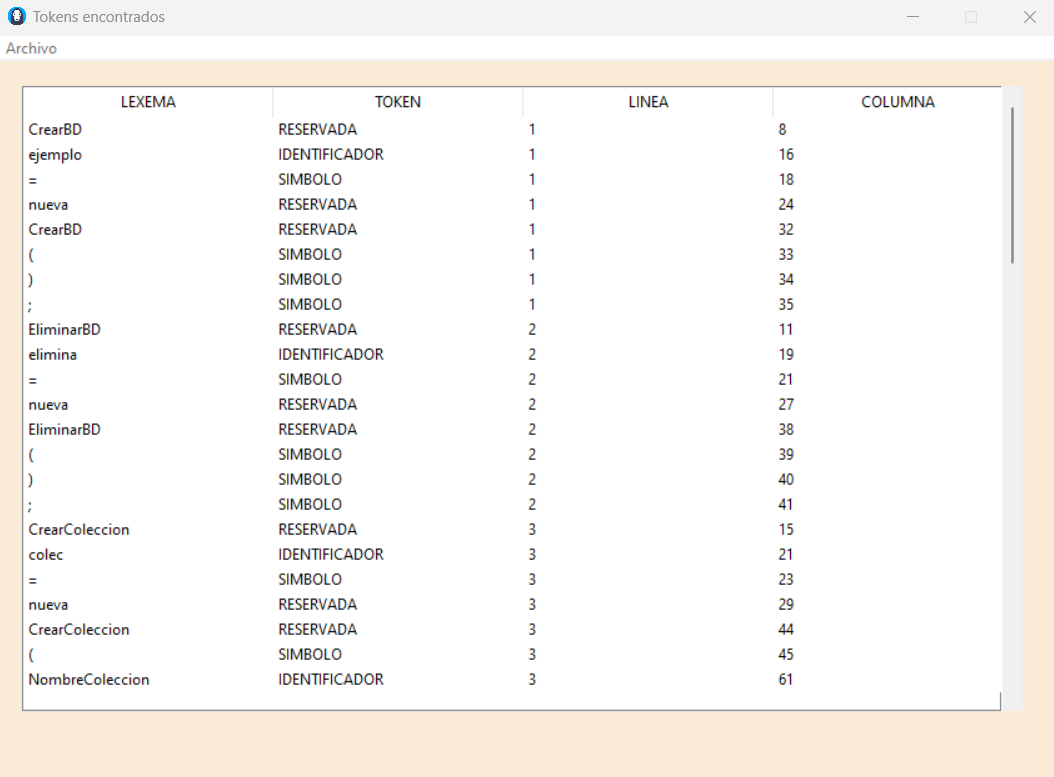 Tokens encontrados
Archivo
LEXEMA TOKEN LINEA COLUMNA
CrearBD RESERVADA 1 8
ejemplo IDENTIFICADOR 1 16
= SIMBOLO 1 18
nueva RESERVADA 1 24
CrearBD RESERVADA 1 32
( SIMBOLO 1 33
) SIMBOLO 1 34
; SIMBOLO 1 35
EliminarBD RESERVADA 2 11
elimina IDENTIFICADOR 2 19
= SIMBOLO 2 21
nueva RESERVADA 2 27
EliminarBD RESERVADA 2 38
( SIMBOLO 2 39
) SIMBOLO 2 40
; SIMBOLO 2 41
CrearColeccion RESERVADA 3 15
colec IDENTIFICADOR 3 21
= SIMBOLO 3 23
nueva RESERVADA 3 29
CrearColeccion RESERVADA 3 44
( SIMBOLO 3 45
NombreColeccion IDENTIFICADOR 3 61